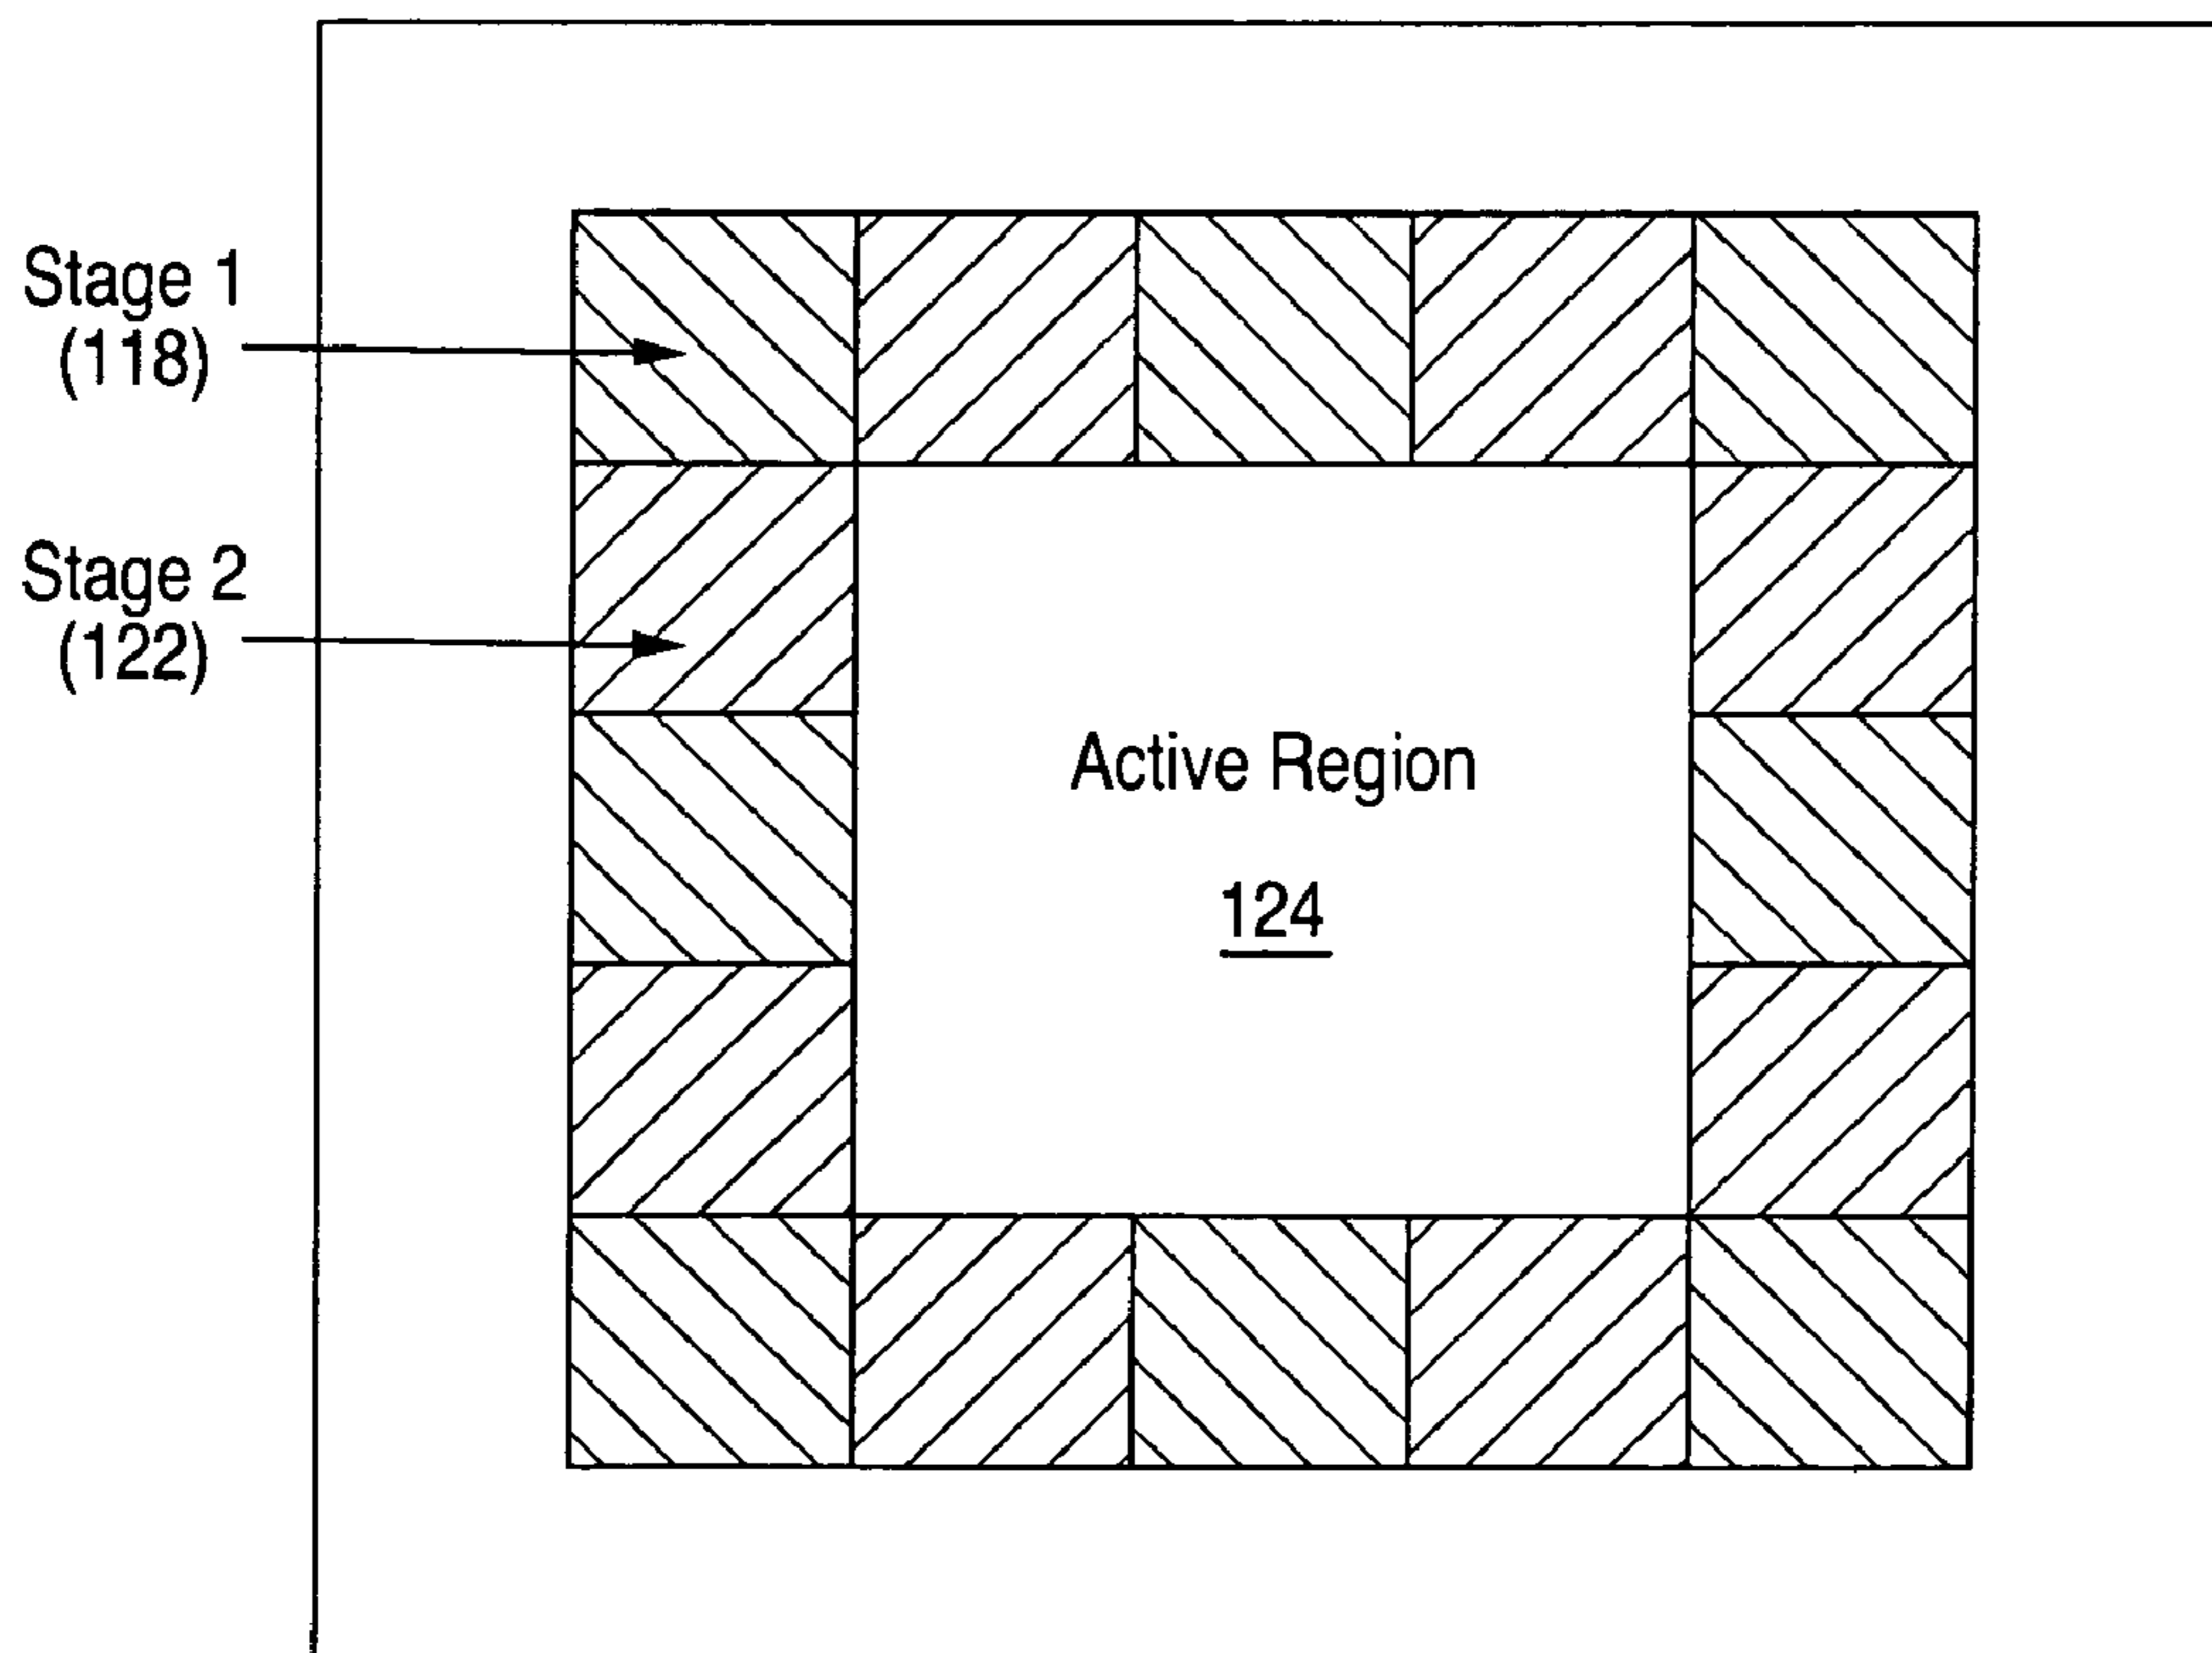 Stage 1
(118)
Stage 2
(122)
Active Region
124